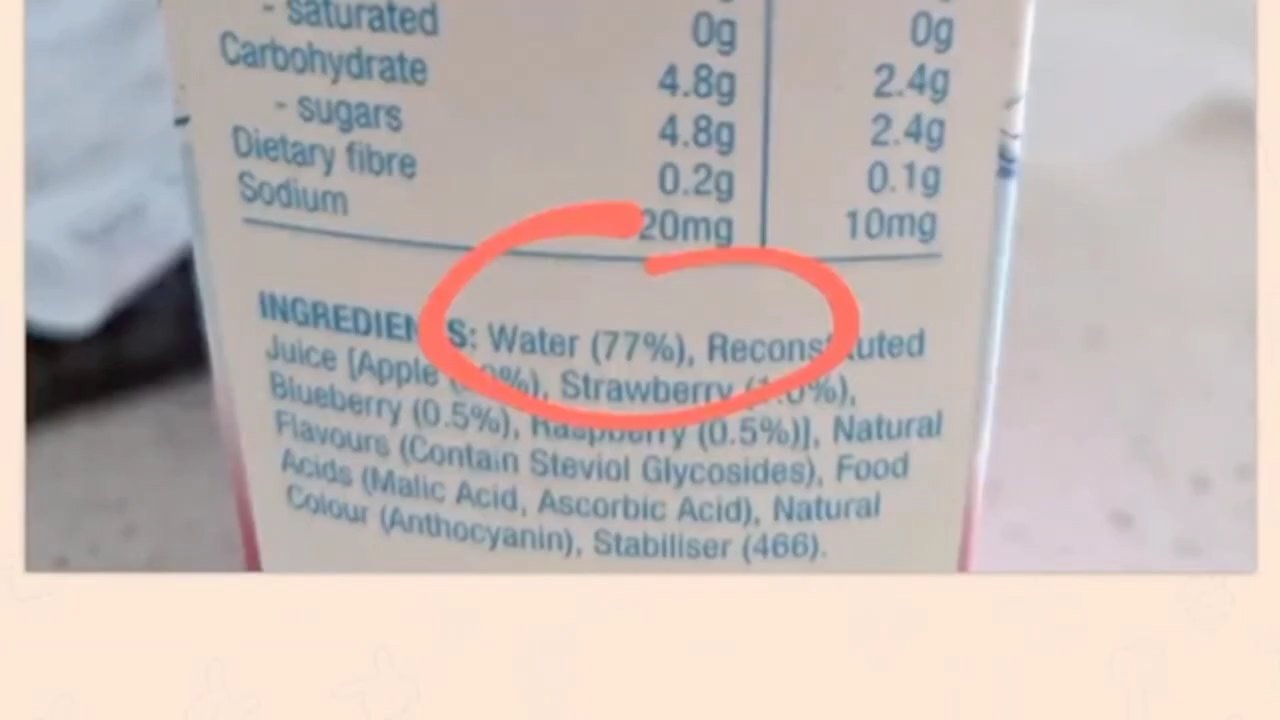 - saturated 0g 0g
Carbohydrate 4.8g 2.4g
- sugars 4.8g 2.4g
Dietary fibre 0.2g 0.1g
Sodium 20mg 10mg
INGREDIENTS: Water (77%), Reconstituted
Juice [Apple Strawberry (1.0%),
Blueberry (0.5%), Raspberry (0.5%)], Natural
Flavours (Contain Steviol Glycosides), Food
Acids (Malic Acid, Ascorbic Acid), Natural
Colour (Anthocyanin), Stabiliser (466).